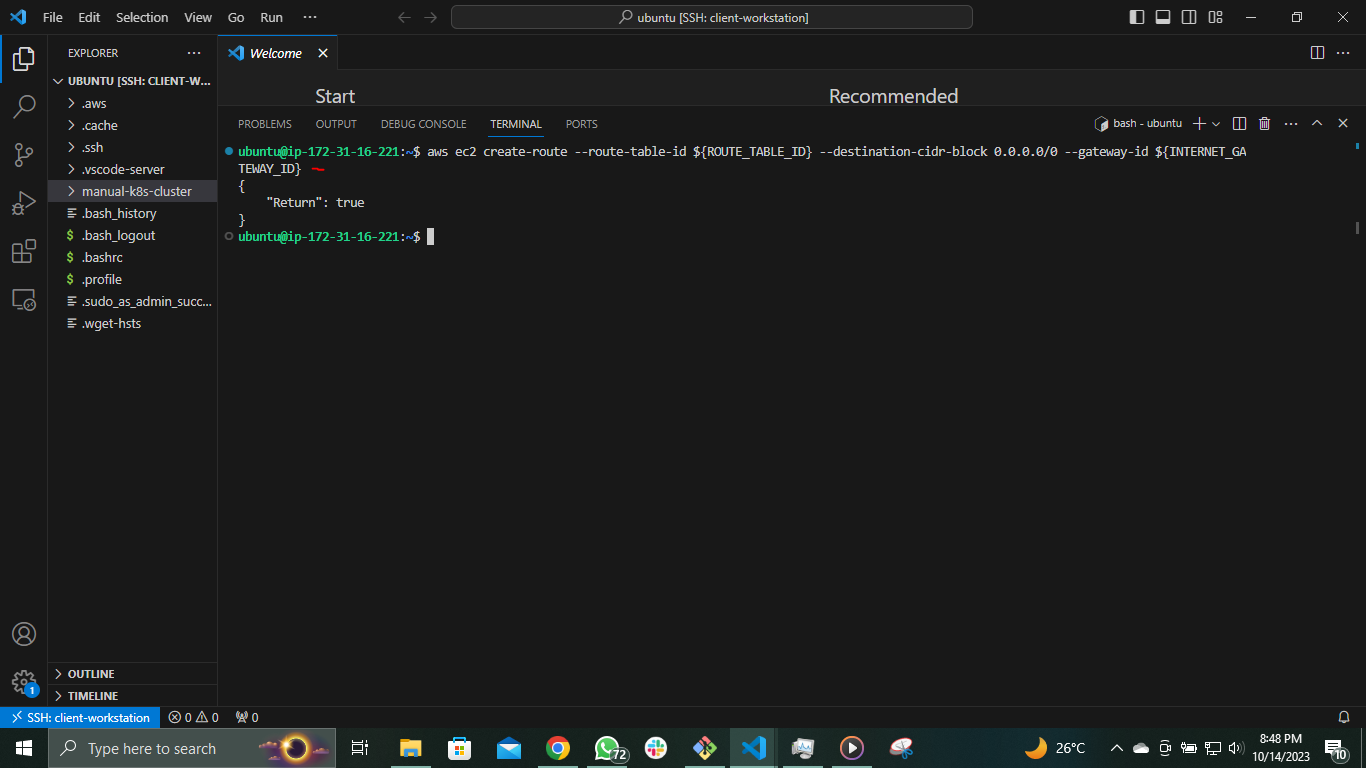 File Edit Selection View Go Run ···
ubuntu [SSH: client-workstation]
EXPLORER
Welcome
UBUNTU [SSH: CLIENT-W...
.aws
.cache
.ssh
.vscode-server
manual-k8s-cluster
.bash_history
.bash_logout
.bashrc
.profile
.sudo_as_admin_succ...
.wget-hsts
OUTLINE
TIMELINE
Start
Recommended
PROBLEMS OUTPUT DEBUG CONSOLE TERMINAL PORTS
bash - ubuntu
ubuntu@ip-172-31-16-221:~$ aws ec2 create-route --route-table-id ${ROUTE_TABLE_ID} --destination-cidr-block 0.0.0.0/0 --gateway-id ${INTERNET_GA
TEWAY_ID}
{
    "Return": true
}
ubuntu@ip-172-31-16-221:~$
1
SSH: client-workstation 0 0 0
Type here to search
72
26°C
8:48 PM
10/14/2023
10